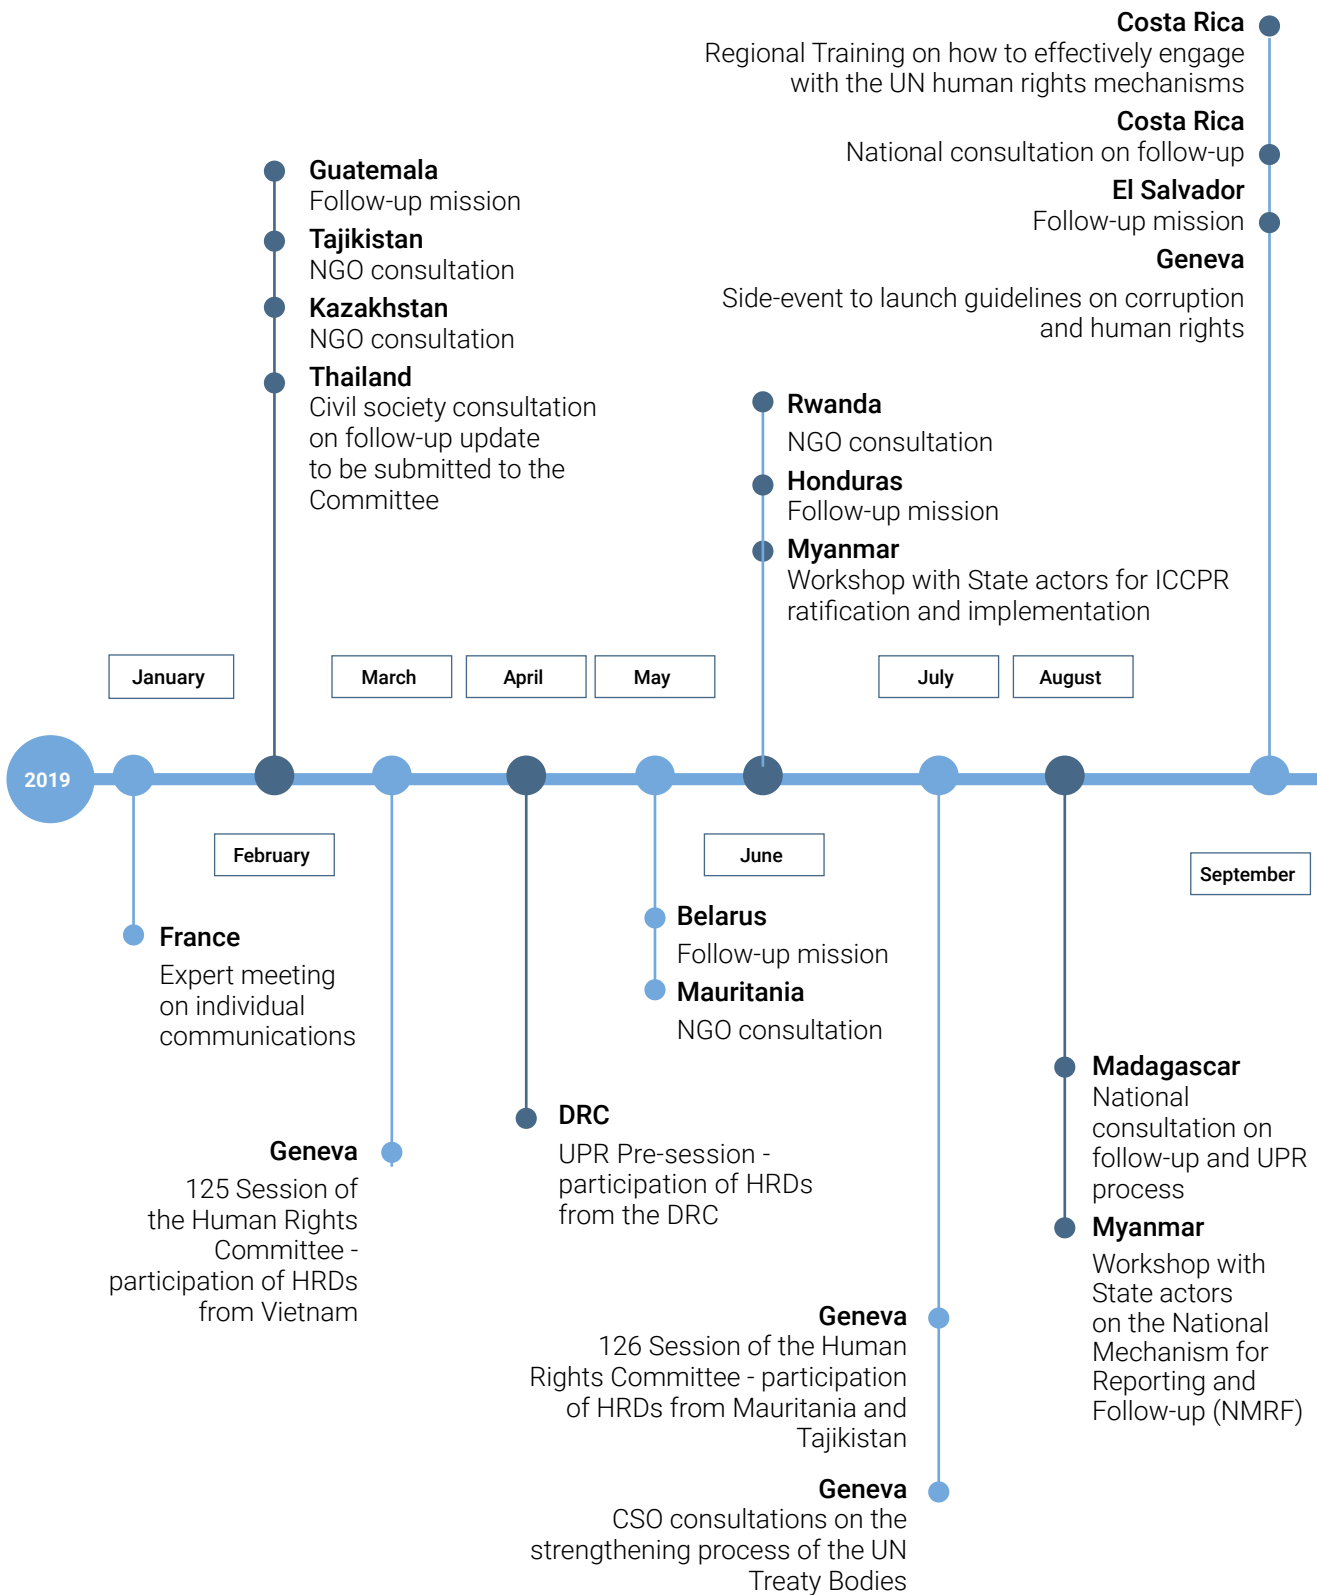 Costa Rica
Regional Training on how to effectively engage
with the UN human rights mechanisms
Costa Rica
National consultation on follow-up
El Salvador
Follow-up mission
Geneva
Side-event to launch guidelines on corruption
and human rights
Guatemala
Follow-up mission
Tajikistan
NGO consultation
Kazakhstan
NGO consultation
Thailand
Civil society consultation
on follow-up update
to be submitted to the
Committee
Rwanda
NGO consultation
Honduras
Follow-up mission
Myanmar
Workshop with State actors for ICCPR
ratification and implementation
January
March
April
May
July
August
2019
February
June
September
France
Expert meeting
on individual
communications
Geneva
125 Session of
the Human Rights
Committee -
participation of HRDs
from Vietnam
DRC
UPR Pre-session -
participation of HRDs
from the DRC
Belarus
Follow-up mission
Mauritania
NGO consultation
Geneva
126 Session of the Human
Rights Committee - participation
of HRDs from Mauritania and
Tajikistan
Geneva
CSO consultations on the
strengthening process of the UN
Treaty Bodies
Madagascar
National
consultation on
follow-up and UPR
process
Myanmar
Workshop with
State actors
on the National
Mechanism for
Reporting and
Follow-up (NMRF)